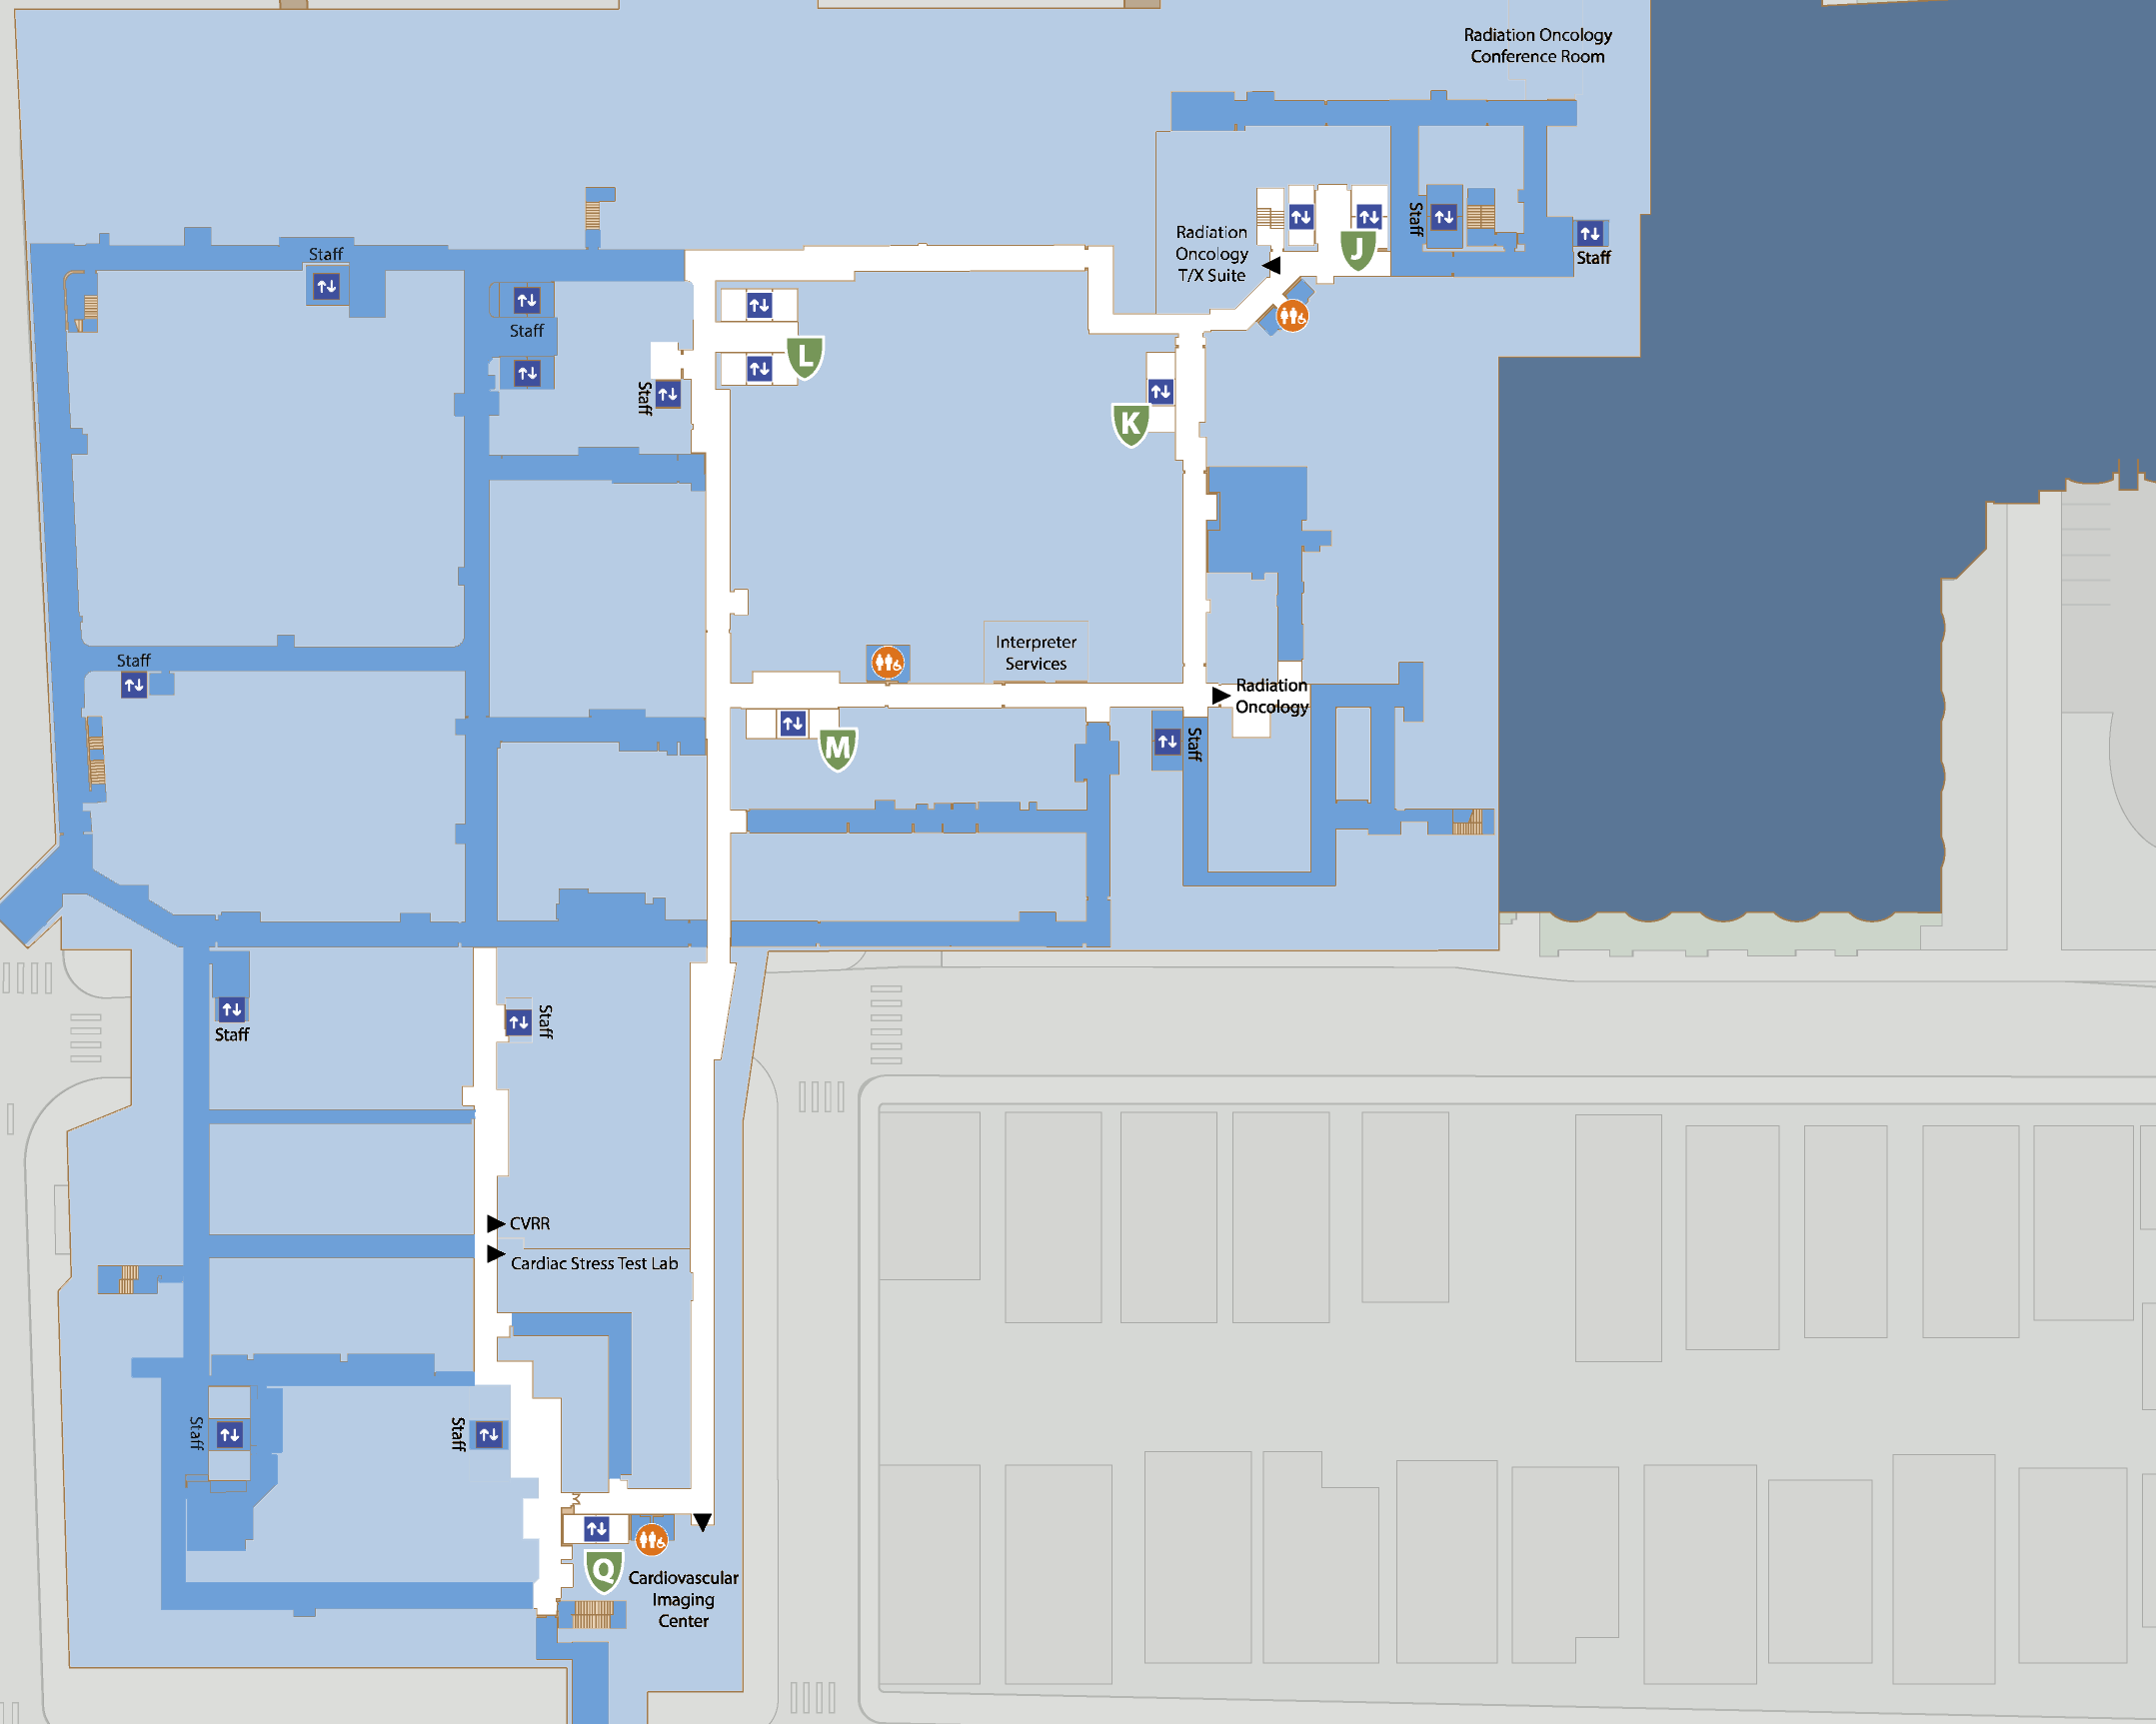 Radiation Oncology
Conference Room
Radiation
Oncology
T/X Suite
J
Staff
Staff
Staff
Staff
L
Staff
K
Staff
Interpreter
Services
Radiation
Oncology
M
Staff
Staff
Staff
CVRR
Cardiac Stress Test Lab
Staff
Staff
Q
Cardiovascular
Imaging
Center